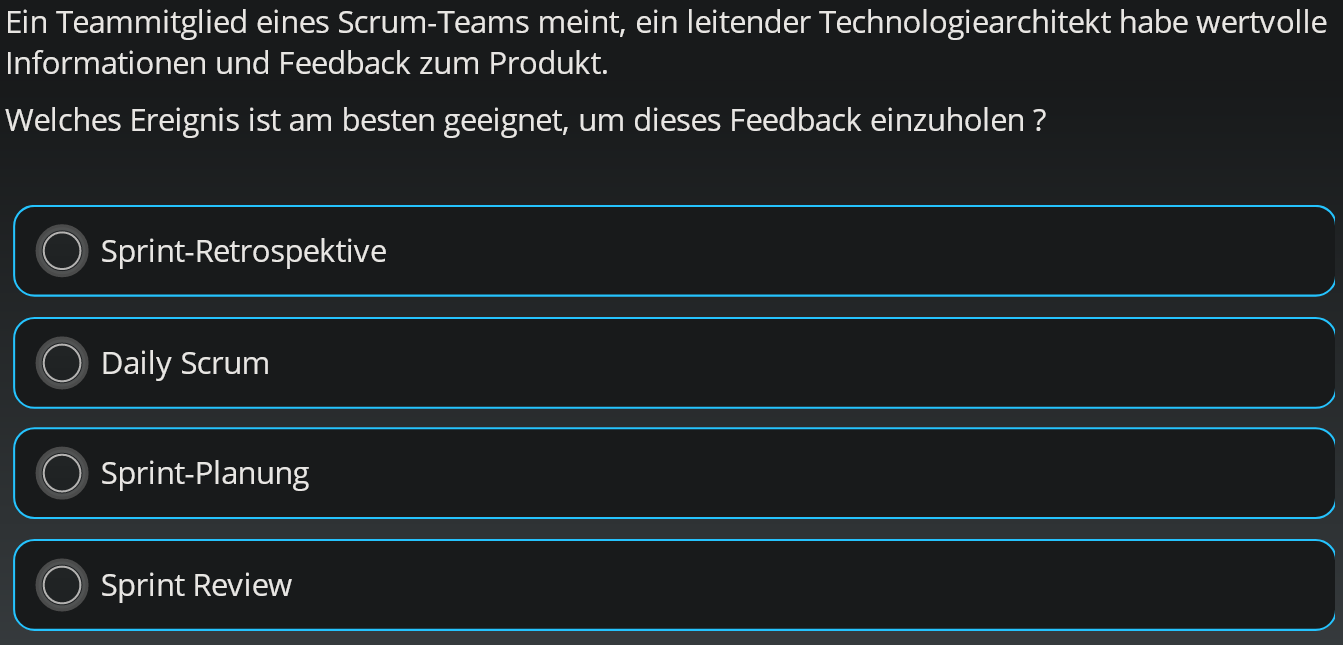 Ein Teammitglied eines Scrum-Teams meint, ein leitender Technologiearchitekt habe wertvolle
Informationen und Feedback zum Produkt.
Welches Ereignis ist am besten geeignet, um dieses Feedback einzuholen ?
Sprint-Retrospektive
Daily Scrum
Sprint-Planung
Sprint Review